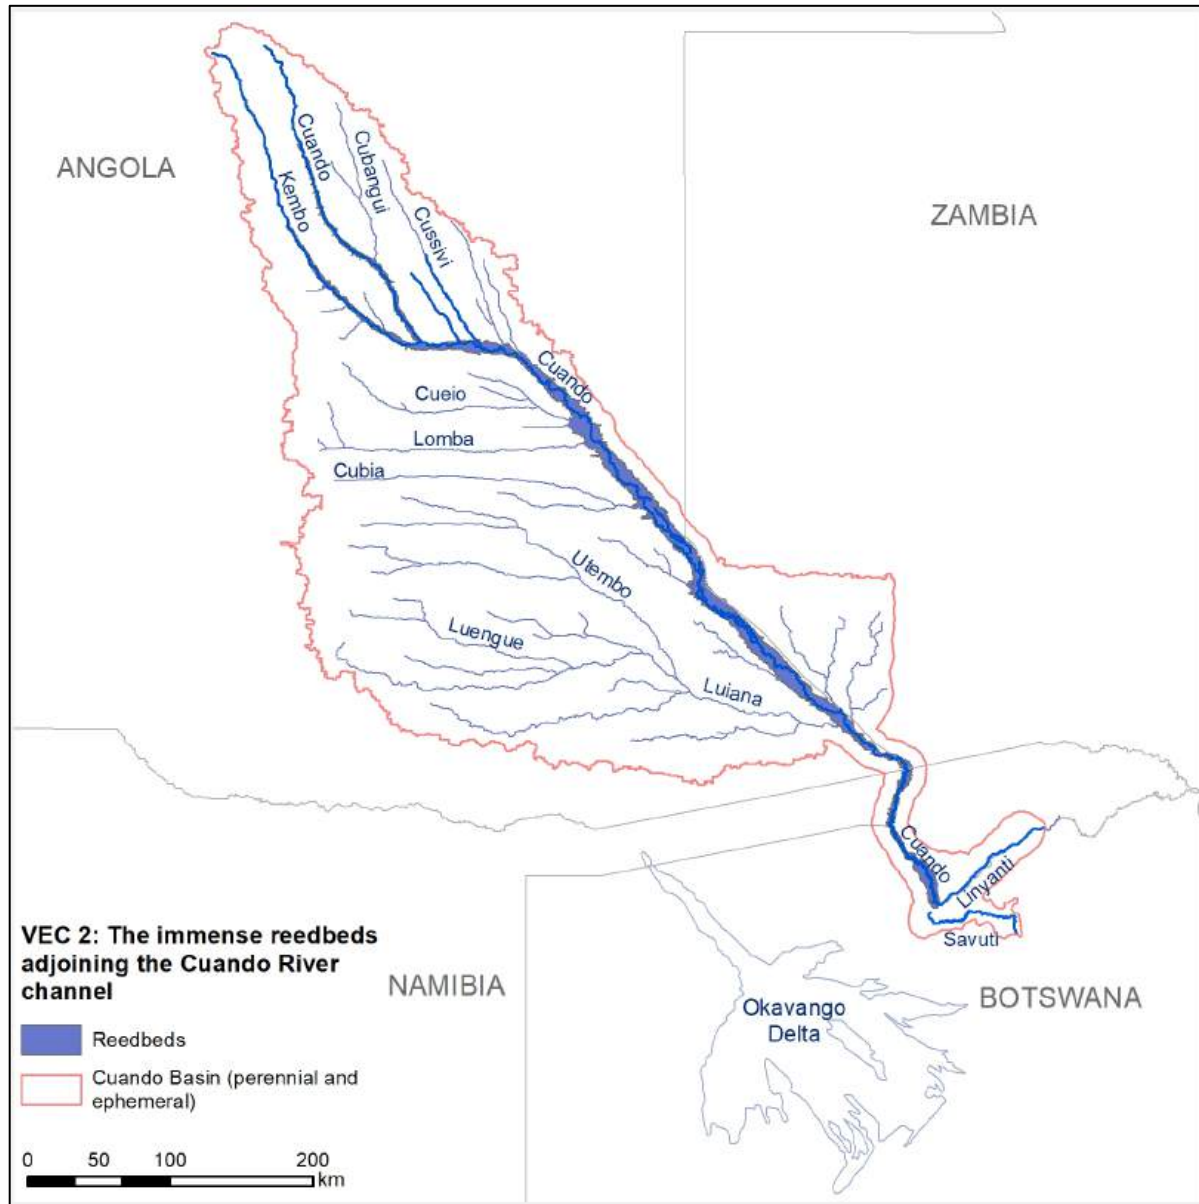 ANGOLA
ZAMBIA
Cuando
Cubangui
Kembo
Cussivi
Cuando
Cueio
Lomba
Cubia
Utembo
Luengue
Luiana
Cuando
Linyanti
Savuti
NAMIBIA
BOTSWANA
Okavango
Delta
VEC 2: The immense reedbeds
adjoining the Cuando River
channel
Reedbeds
Cuando Basin (perennial and
ephemeral)
0 50 100 200
km